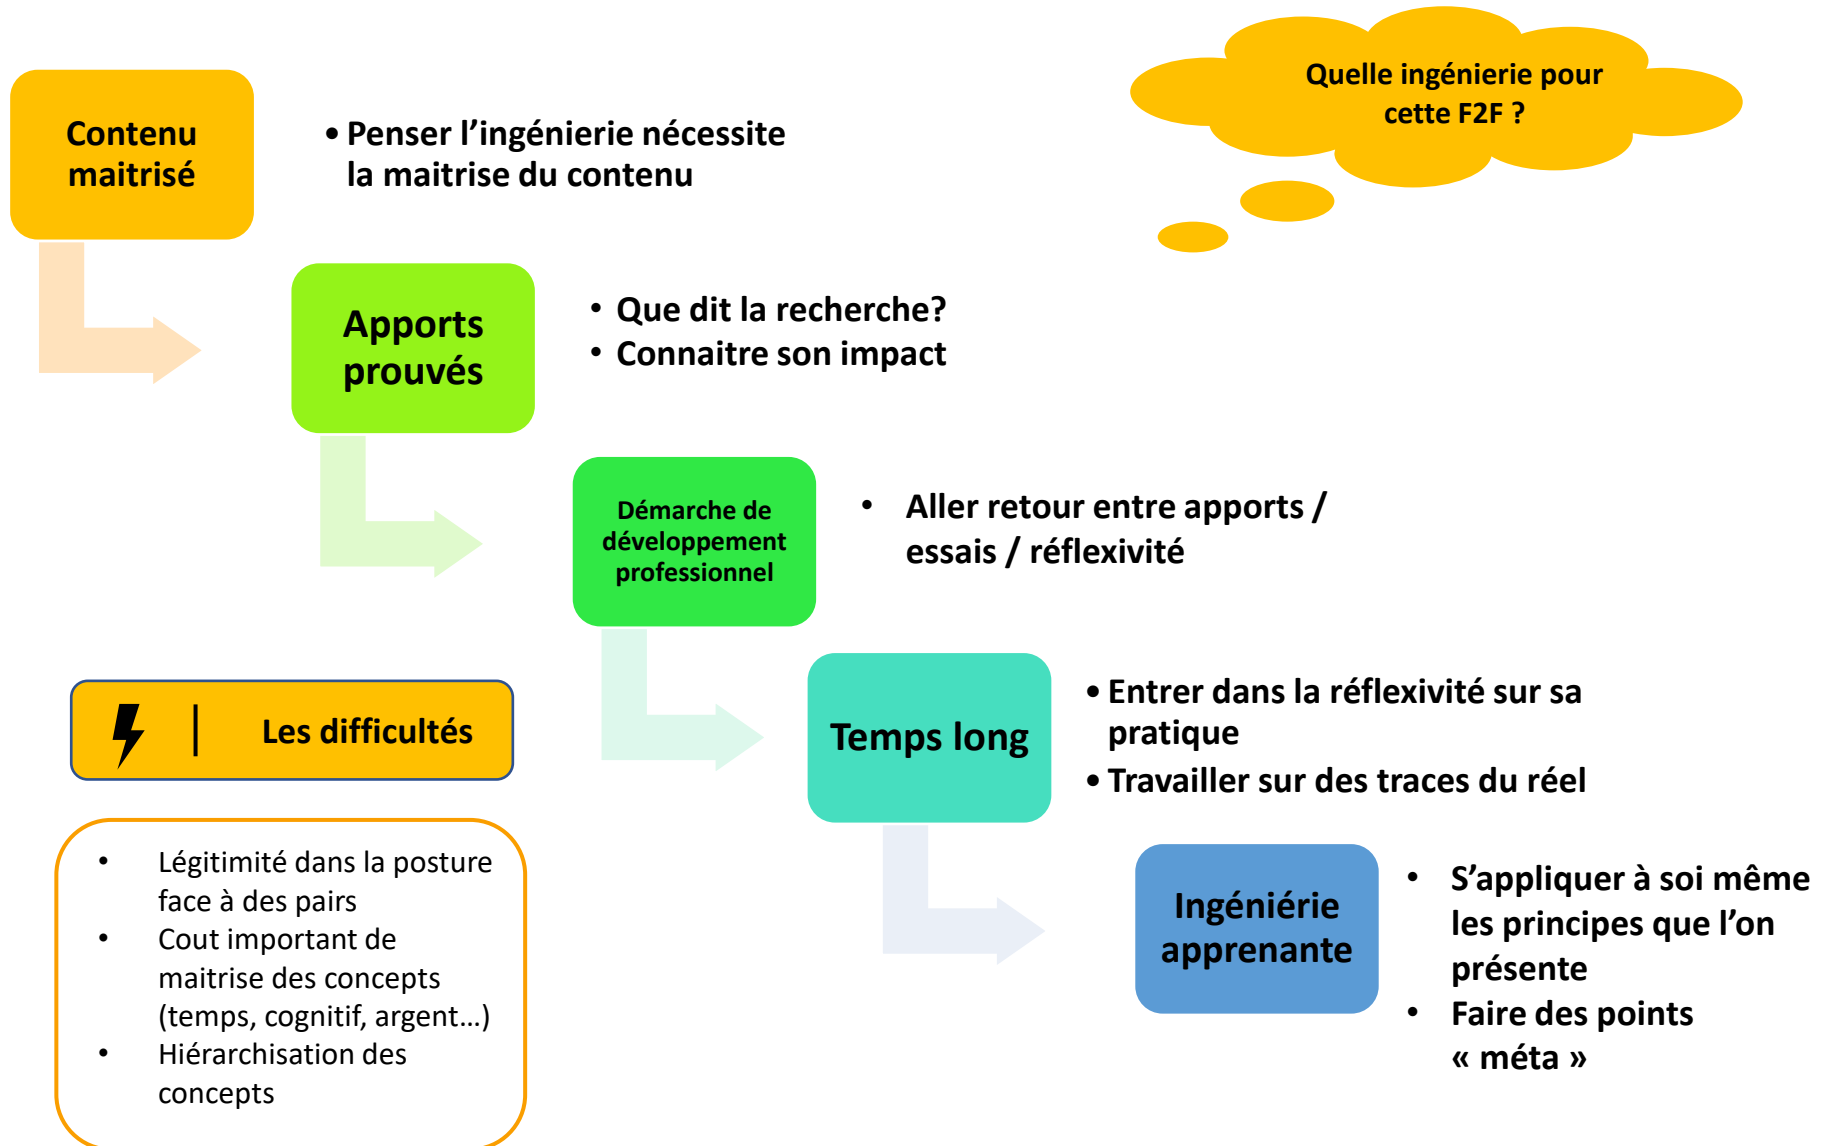 Quelle ingénierie pour
cette F2F ?
Contenu
maitrisé
• Penser l’ingénierie nécessite
la maitrise du contenu
Apports
prouvés
• Que dit la recherche?
• Connaitre son impact
Démarche de
développement
professionnel
• Aller retour entre apports /
essais / réflexivité
Temps long
• Entrer dans la réflexivité sur sa
pratique
• Travailler sur des traces du réel
Ingéniérie
apprenante
• S’appliquer à soi même
les principes que l’on
présente
• Faire des points
« méta »
Les difficultés
• Légitimité dans la posture
face à des pairs
• Cout important de
maitrise des concepts
(temps, cognitif, argent…)
• Hiérarchisation des
concepts